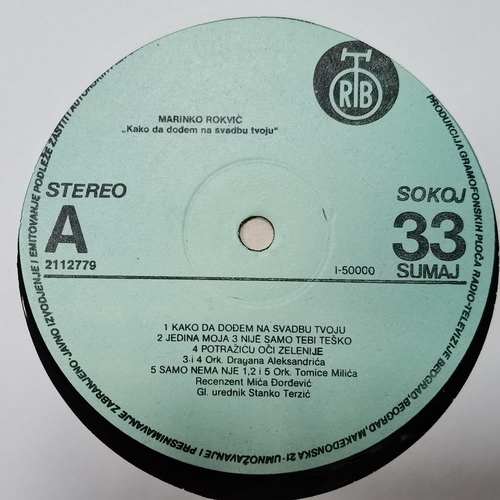 RTB
MARINKO ROKVIĆ
„Kako da dođem na svadbu tvoju“
STEREO
A
2112779
SOKOJ
33
SUMAJ
I-50000
1 KAKO DA DOĐEM NA SVADBU TVOJU
2 JEDINA MOJA 3 NIJE SAMO TEBI TEŠKO
4 POTRAŽICU OČI ZELENIJE
3 i 4 Ork. Drayana Aleksandrića
5 SAMO NEMA NJE 1,2 i 5 Ork. Tomice Milića
Recenzent Mića Đorđević
Gl. urednik Stanko Terzić
PRODUKCIJA GRAMOFONSKIH PLOČA RADIO-TELEVIZIJE BEOGRAD, BEOGRAD, MAKEDONSKA 21 · UMNOŽAVANJE I PRESNIMAVANJE ZABRANJENO · JAVNO IZVOĐENJE I EMITOVANJE PODLEŽE ZAŠTITI